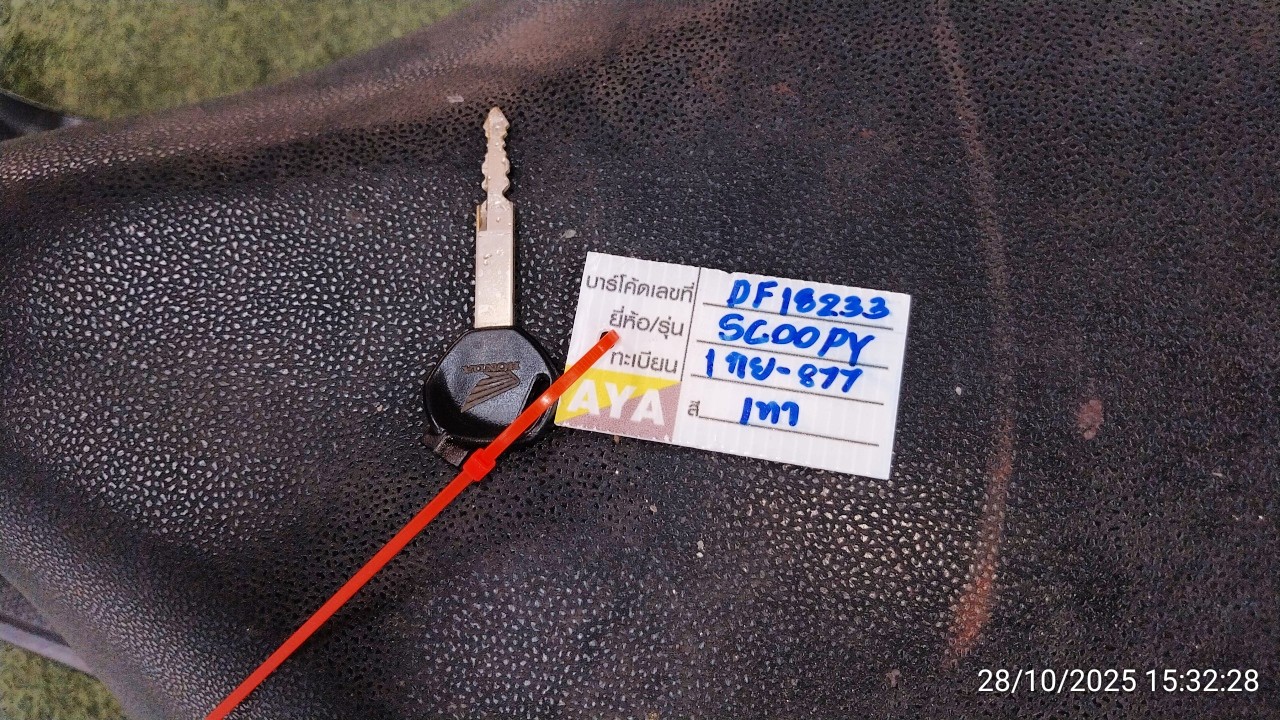 HONDA
บาร์โค้ดเลขที่ DF18233
ยี่ห้อ/รุ่น SCOOPY
ทะเบียน 1กย-877
สี เทา
AYA
28/10/2025 15:32:28